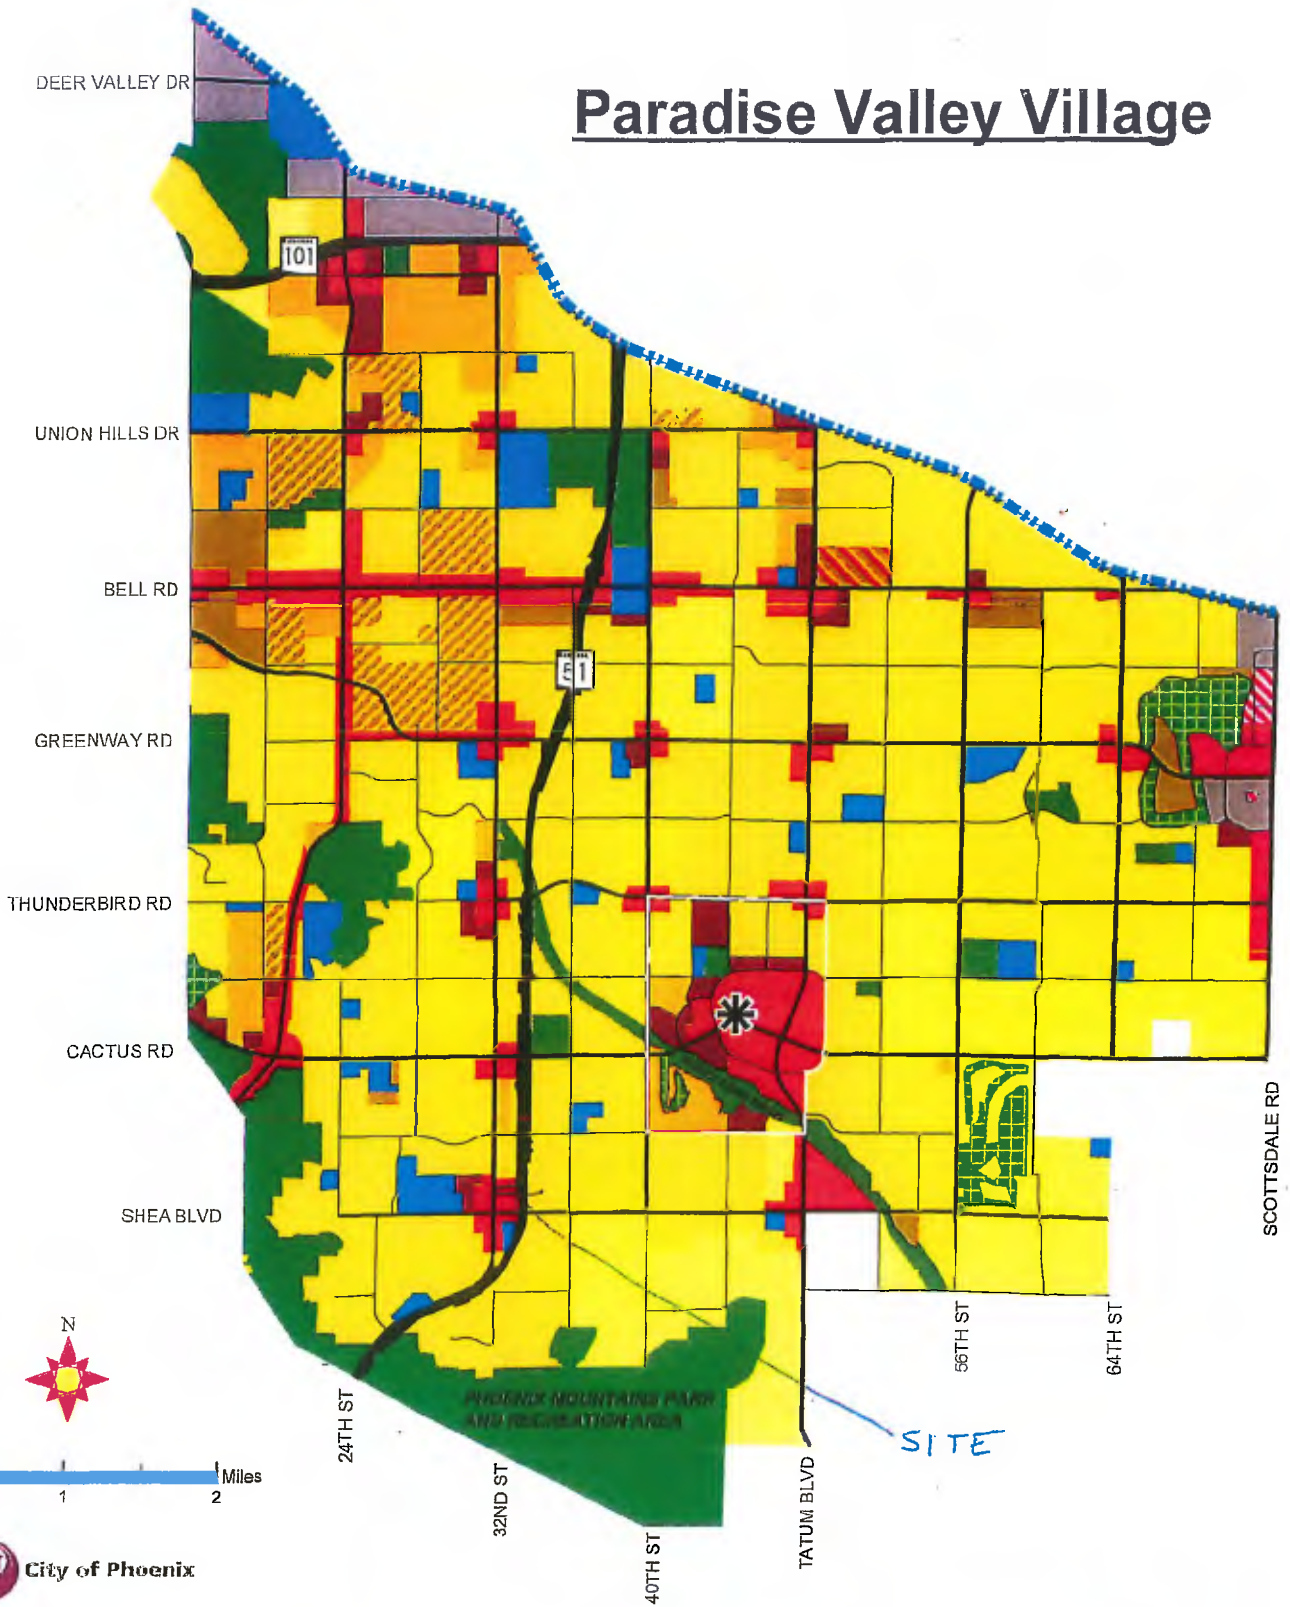 Paradise Valley Village
DEER VALLEY DR
101
UNION HILLS DR
BELL RD
51
GREENWAY RD
THUNDERBIRD RD
CACTUS RD
SHEA BLVD
SCOTTSDALE RD
N
PHOENIX MOUNTAINS PARK
AND RECREATION AREA
SITE
24TH ST
32ND ST
40TH ST
TATUM BLVD
56TH ST
64TH ST
Miles
1
2
City of Phoenix